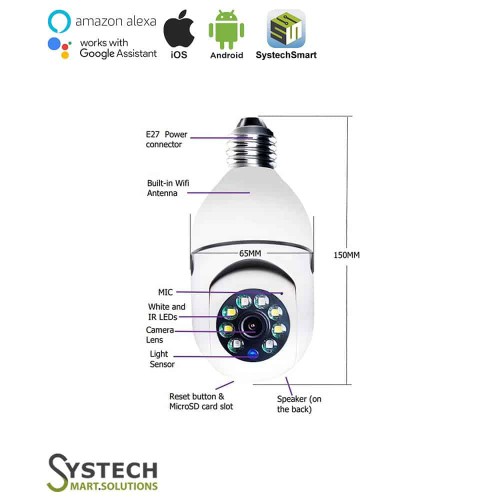 amazon alexa
works with
Google Assistant
iOS
Android
SystechSmart
E27 Power
connector
Built-in Wifi
Antenna
65MM
150MM
MIC
White and
IR LEDs
Camera
Lens
Light
Sensor
Reset button &
MicroSD card slot
Speaker (on
the back)
SYSTECH
SMART.SOLUTIONS